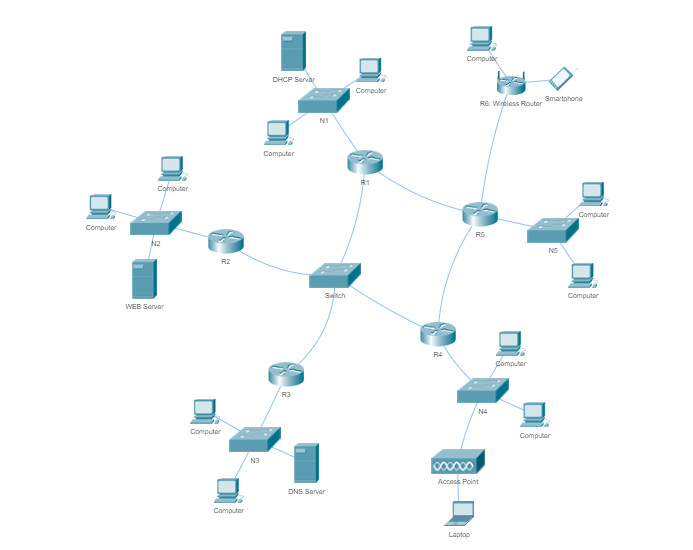 Computer
DHCP Server
Computer
R6: Wireless Router
Smartphone
N1
Computer
R1
Computer
Computer
Computer
R5
N2
R2
N5
Switch
Computer
WEB Server
R4
Computer
R3
N4
Computer
Computer
N3
Access Point
DNS Server
Computer
Laptop